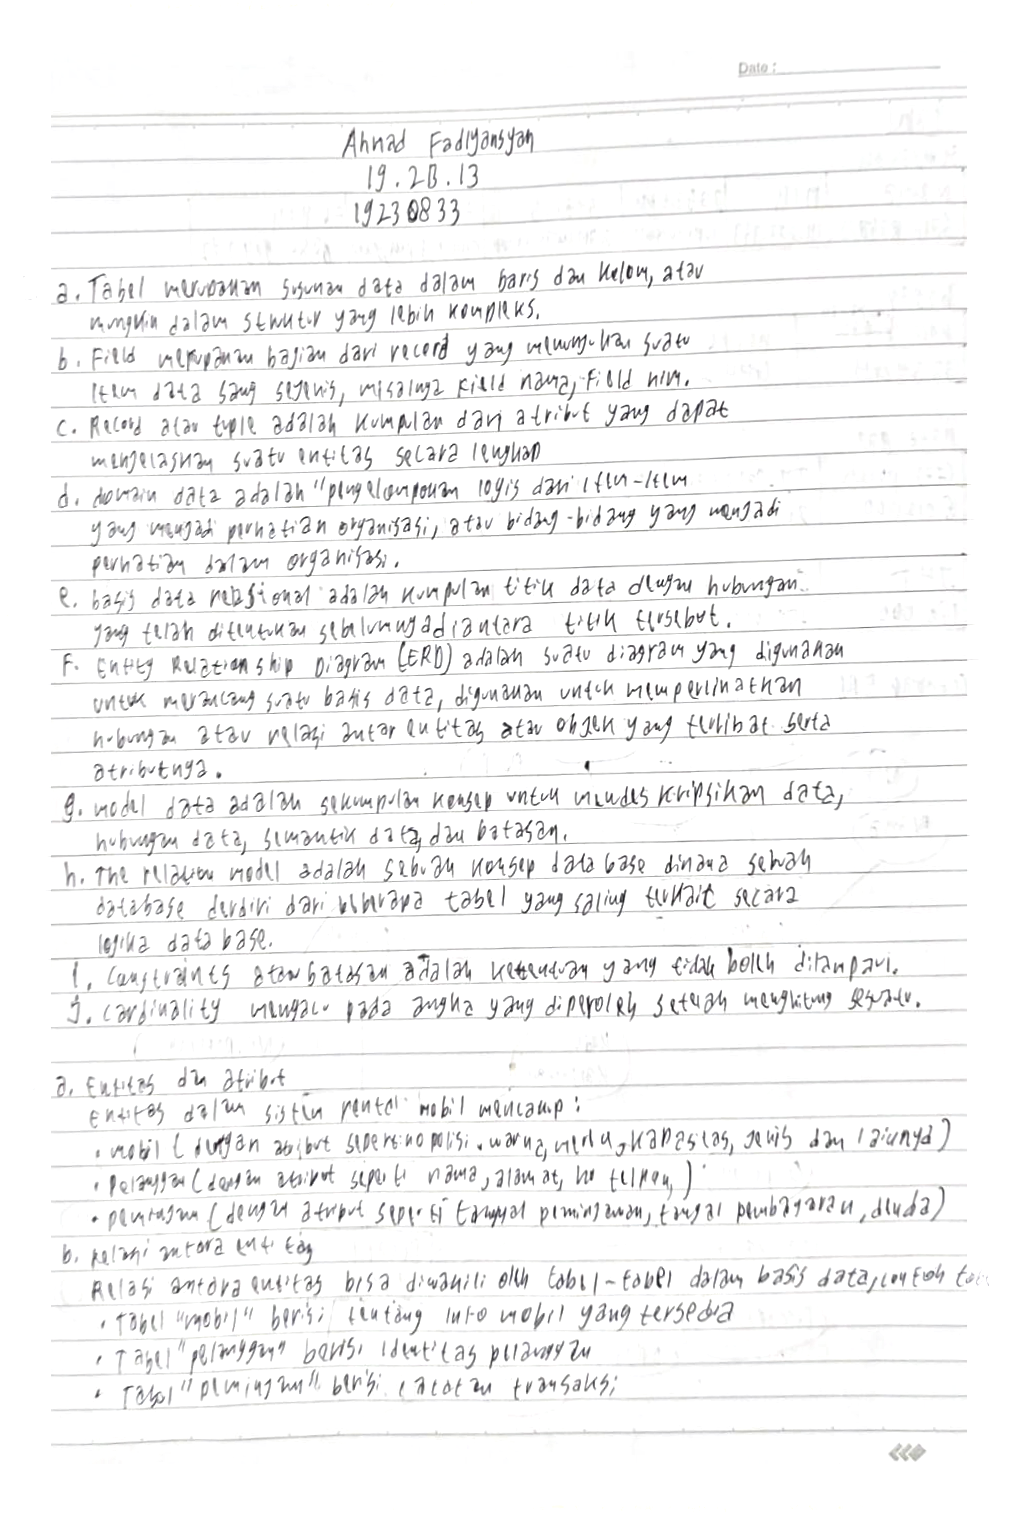 Date :
Ahmad Fadlyansyah
19.2B.13
19230833
a. Tabel merupakan susunan data dalam baris dan kolom, atau
mungkin dalam struktur yang lebih kompleks.
b. Field merupakan bagian dari record yang menunjukan suatu
item data yang sejenis, misalnya field nama, field nim.
c. Record atau tuple adalah kumpulan dari atribut yang dapat
menjelaskan suatu entitas secara lengkap
d. domain data adalah "pengelompokan logis dari item-item
yang menjadi perhatian organisasi, atau bidang-bidang yang menjadi
perhatian dalam organisasi.
e. basis data relasional adalah kumpulan titik data dengan hubungan
yang telah ditentukan sebelumnya diantara titik tersebut.
F. Entity Relationship Diagram (ERD) adalah suatu diagram yang digunakan
untuk merancang suatu basis data, digunakan untuk memperlihatkan
hubungan atau relasi antar entitas atau objek yang terlibat serta
atributnya.
g. model data adalah sekumpulan konsep untuk mendeskripsikan data,
hubungan data, semantik data, dan batasan.
h. The relation model adalah sebuah konsep database dimana sebuah
database terdiri dari beberapa tabel yang saling terkait secara
logika database.
i. Constraints atau batasan adalah ketentuan yang tidak boleh dilanggar.
J. Cardinality mengacu pada angka yang diperoleh setelah menghitung sesuatu.
a. Entitas dan atribut
Entitas dalam sistem rental mobil mencakup:
• mobil (dengan atribut seperti no polisi, warna, merk, kapasitas, jenis dan lainnya)
• pelanggan (dengan atribut seperti nama, alamat, no telpon,)
• peminjam (dengan atribut seperti tanggal peminjaman, tanggal pembayaran, denda)
b. Relasi antara entitas
Relasi antara entitas bisa diwakili oleh tabel-tabel dalam basis data, contoh
• Tabel "mobil" berisi tentang info mobil yang tersedia
• Tabel "pelanggan" berisi identitas pelanggan
• Tabel "peminjam" berisi catatan transaksi